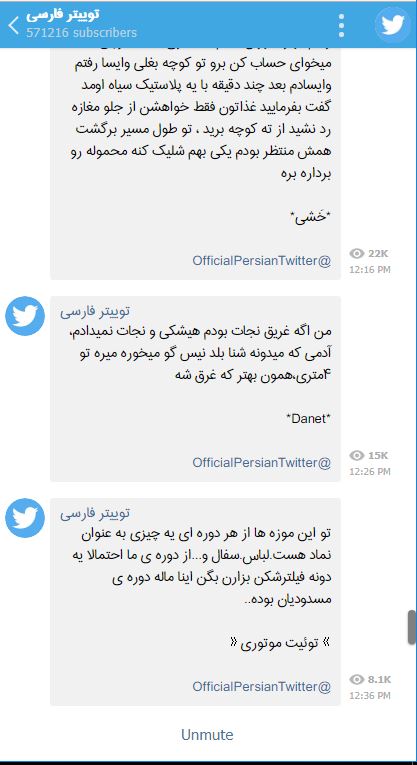 توییتر فارسی
571216 subscribers
میخوای حساب کن برو تو کوچه بغلی وایسا رفتم
وایسادم بعد چند دقیقه با یه پلاستیک سیاه اومد
گفت بفرمایید غذاتون فقط خواهشن از جلو مغازه
رد نشید از ته کوچه برید ، تو طول مسیر برگشت
همش منتظر بودم یکی بهم شلیک کنه محموله رو
برداره بره
*خَشی*
@OfficialPersianTwitter
22K
12:16 PM
توییتر فارسی
من اگه غریق نجات بودم هیشکی و نجات نمیدادم،
آدمی که میدونه شنا بلد نیس گو میخوره میره تو
۴متری،همون بهتر که غرق شه
*Danet*
@OfficialPersianTwitter
15K
12:26 PM
توییتر فارسی
تو این موزه ها از هر دوره ای یه چیزی به عنوان
نماد هست.لباس.سفال و...از دوره ی ما احتمالا یه
دونه فیلترشکن بزارن بگن اینا ماله دوره ی
مسدودیان بوده..
» توئیت موتوری «
@OfficialPersianTwitter
8.1K
12:36 PM
Unmute